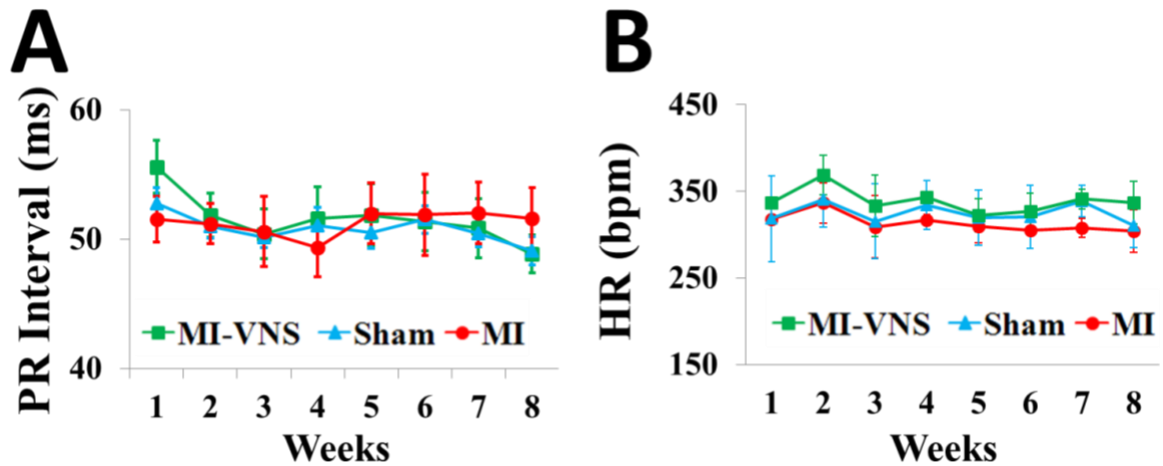 A
PR Interval (ms)
60
50
40
MI-VNS Sham MI
1 2 3 4 5 6 7 8
Weeks
B
HR (bpm)
450
350
250
150
MI-VNS Sham MI
1 2 3 4 5 6 7 8
Weeks